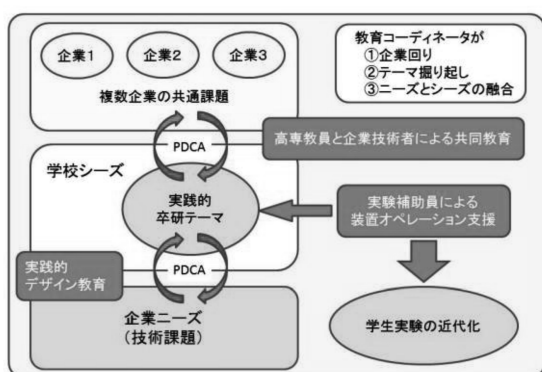 企業1
企業2
企業3
複数企業の共通課題
教育コーディネータが
①企業回り
②テーマ掘り起し
③ニーズとシーズの融合
PDCA
高専教員と企業技術者による共同教育
学校シーズ
実践的
卒研テーマ
実験補助員による
装置オペレーション支援
実践的
デザイン教育
PDCA
企業ニーズ
(技術課題)
学生実験の近代化